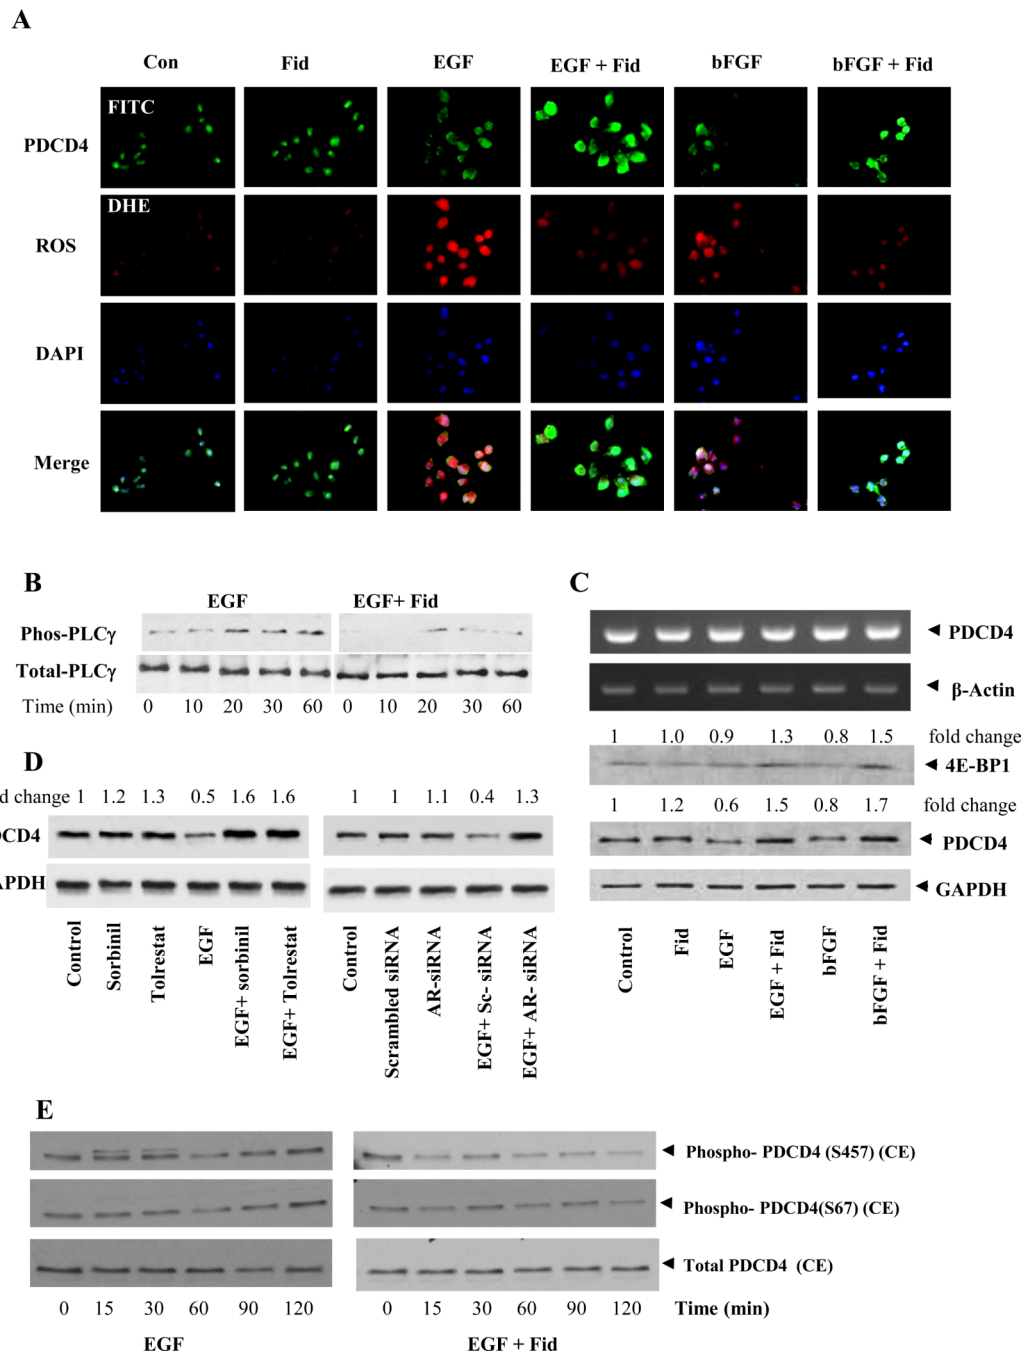 A
Con Fid EGF EGF + Fid bFGF bFGF + Fid
FITC
PDCD4
DHE
ROS
DAPI
Merge
B
EGF EGF+ Fid
Phos-PLCγ
Total-PLCγ
Time (min) 0 10 20 30 60 0 10 20 30 60
C
PDCD4
β-Actin
1 1.0 0.9 1.3 0.8 1.5 fold change
4E-BP1
1 1.2 0.6 1.5 0.8 1.7 fold change
PDCD4
GAPDH
Control
Fid
EGF
EGF + Fid
bFGF
bFGF + Fid
D
d change 1 1.2 1.3 0.5 1.6 1.6 1 1 1.1 0.4 1.3
DCD4
APDH
Control
Sorbinil
Tolrestat
EGF
EGF+ sorbinil
EGF+ Tolrestat
Control
Scrambled siRNA
AR-siRNA
EGF+ Sc- siRNA
EGF+ AR- siRNA
E
Phospho- PDCD4 (S457) (CE)
Phospho- PDCD4(S67) (CE)
Total PDCD4 (CE)
0 15 30 60 90 120 0 15 30 60 90 120 Time (min)
EGF EGF + Fid